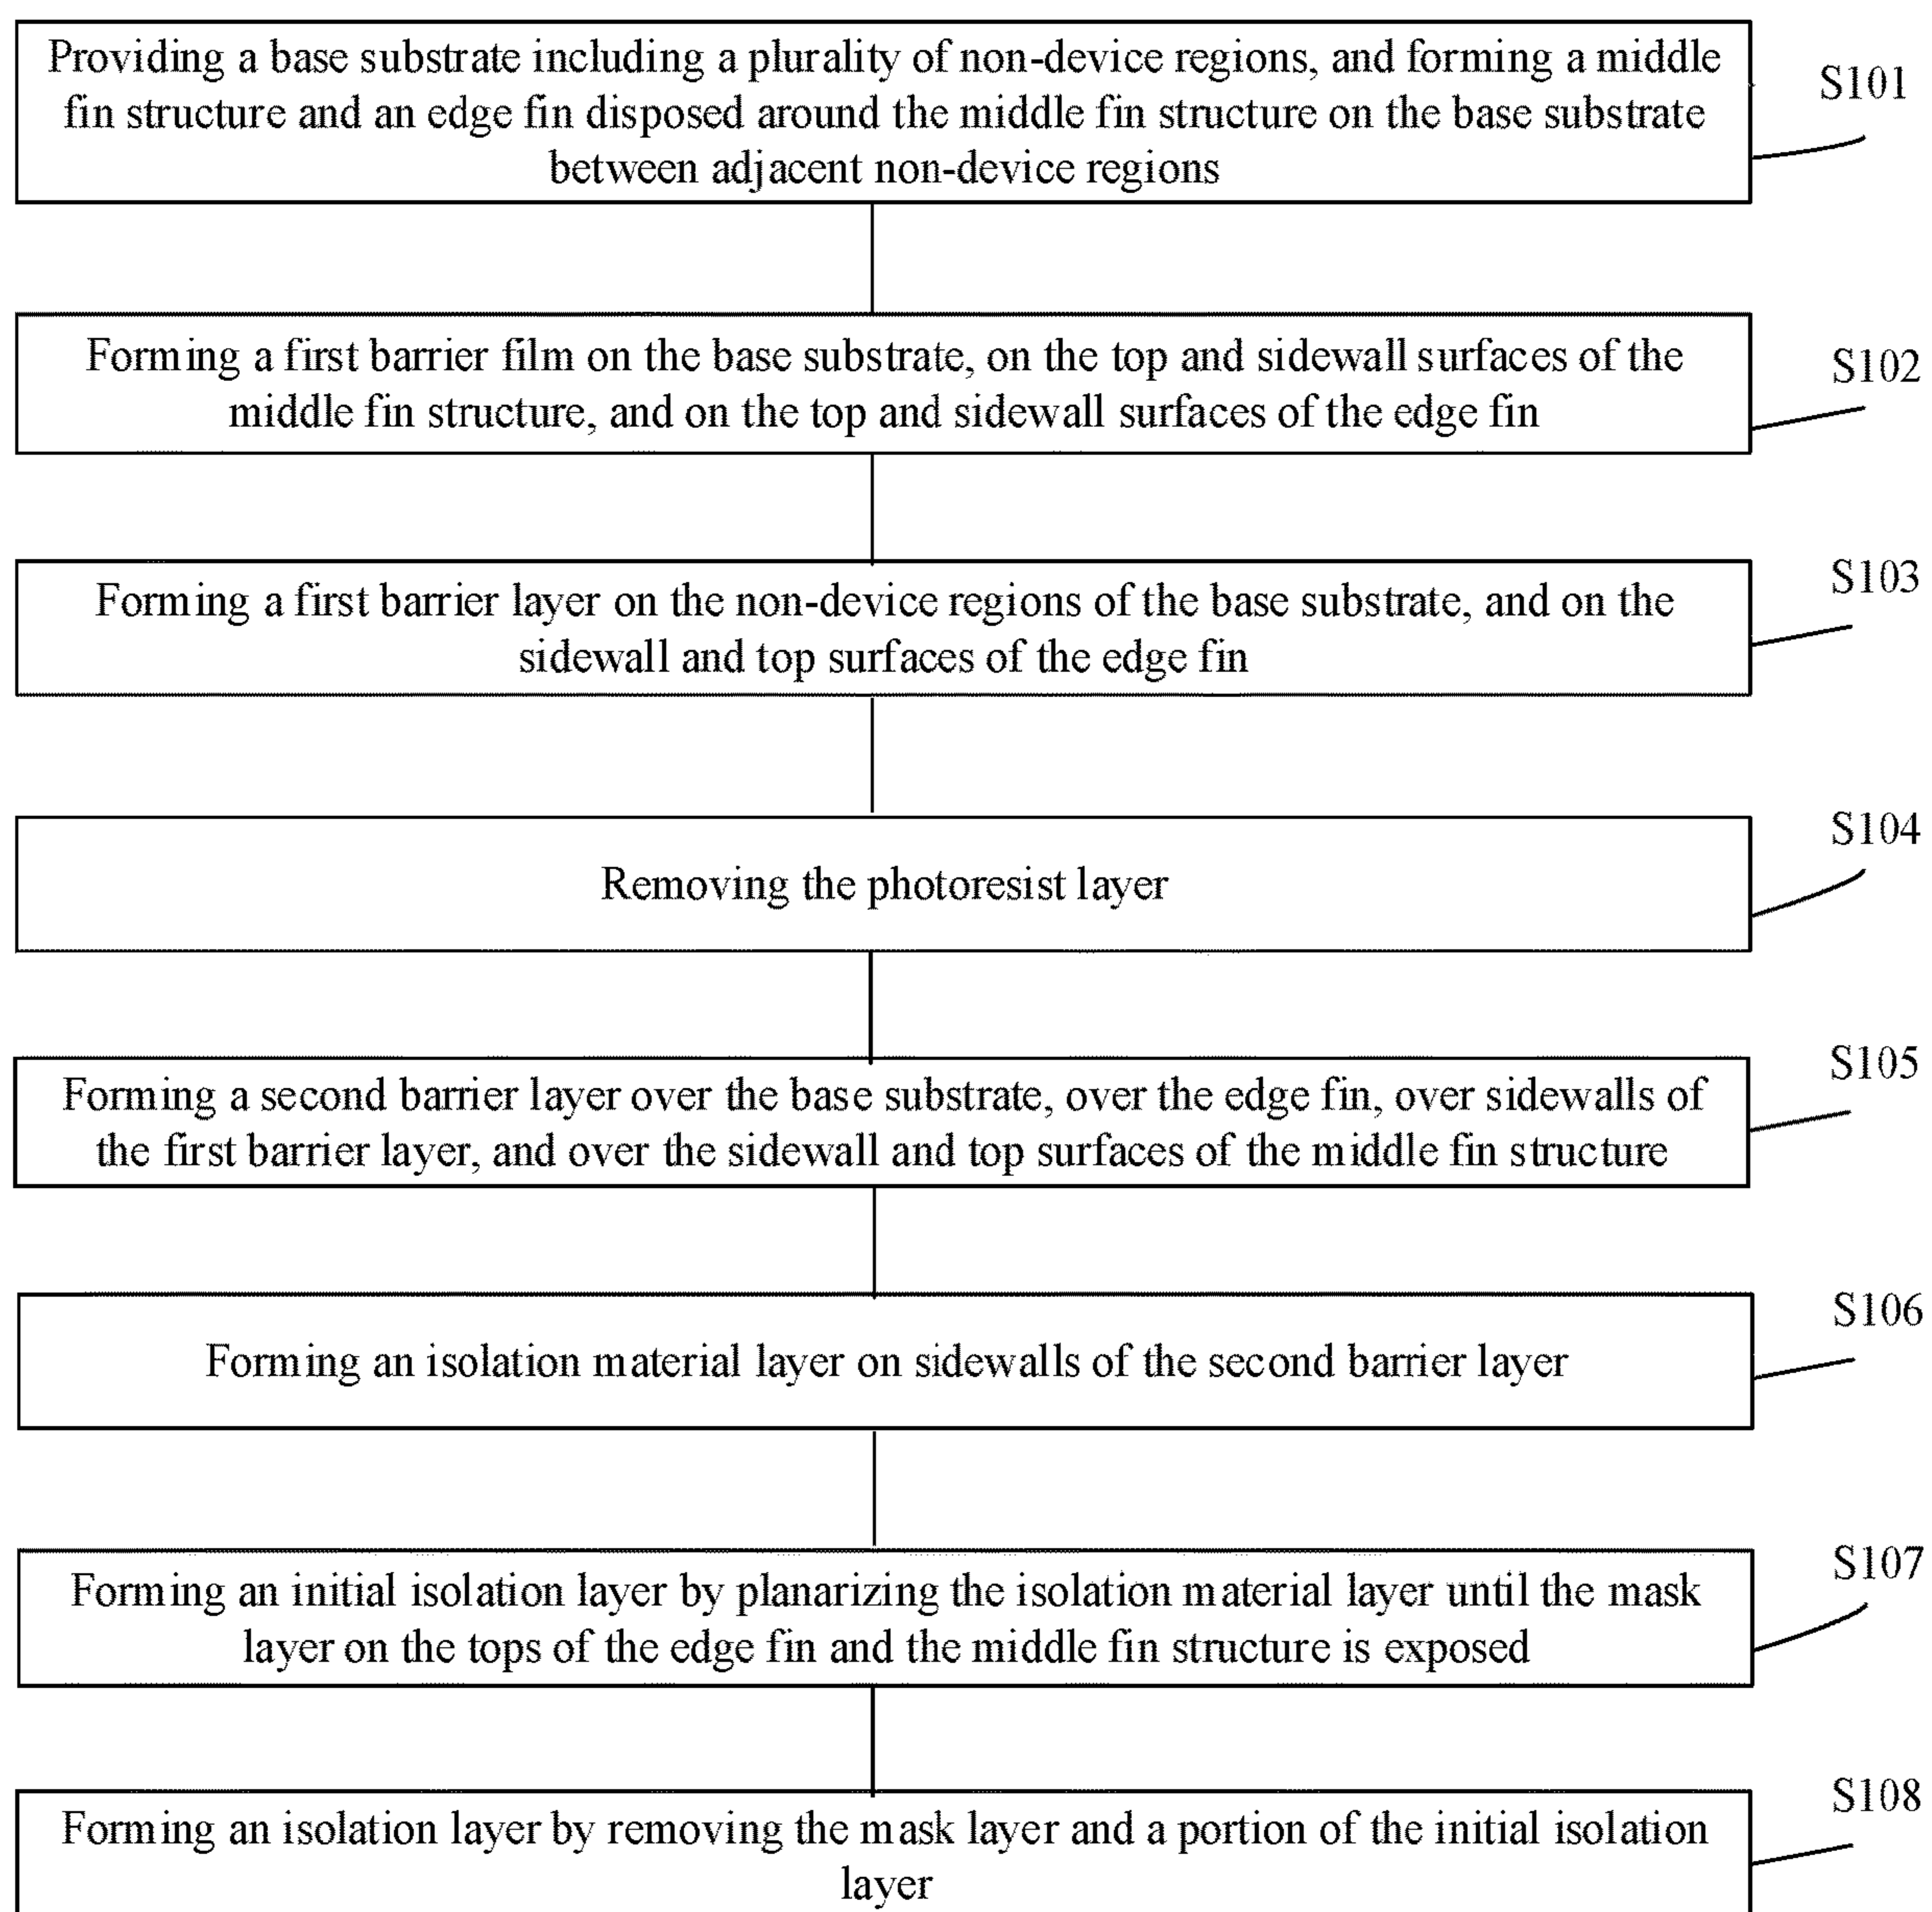 Providing a base substrate including a plurality of non-device regions, and forming a middle
fin structure and an edge fin disposed around the middle fin structure on the base substrate
between adjacent non-device regions
S101
Forming a first barrier film on the base substrate, on the top and sidewall surfaces of the
middle fin structure, and on the top and sidewall surfaces of the edge fin
S102
Forming a first barrier layer on the non-device regions of the base substrate, and on the
sidewall and top surfaces of the edge fin
S103
Removing the photoresist layer
S104
Forming a second barrier layer over the base substrate, over the edge fin, over sidewalls of
the first barrier layer, and over the sidewall and top surfaces of the middle fin structure
S105
Forming an isolation material layer on sidewalls of the second barrier layer
S106
Forming an initial isolation layer by planarizing the isolation material layer until the mask
layer on the tops of the edge fin and the middle fin structure is exposed
S107
Forming an isolation layer by removing the mask layer and a portion of the initial isolation
layer
S108